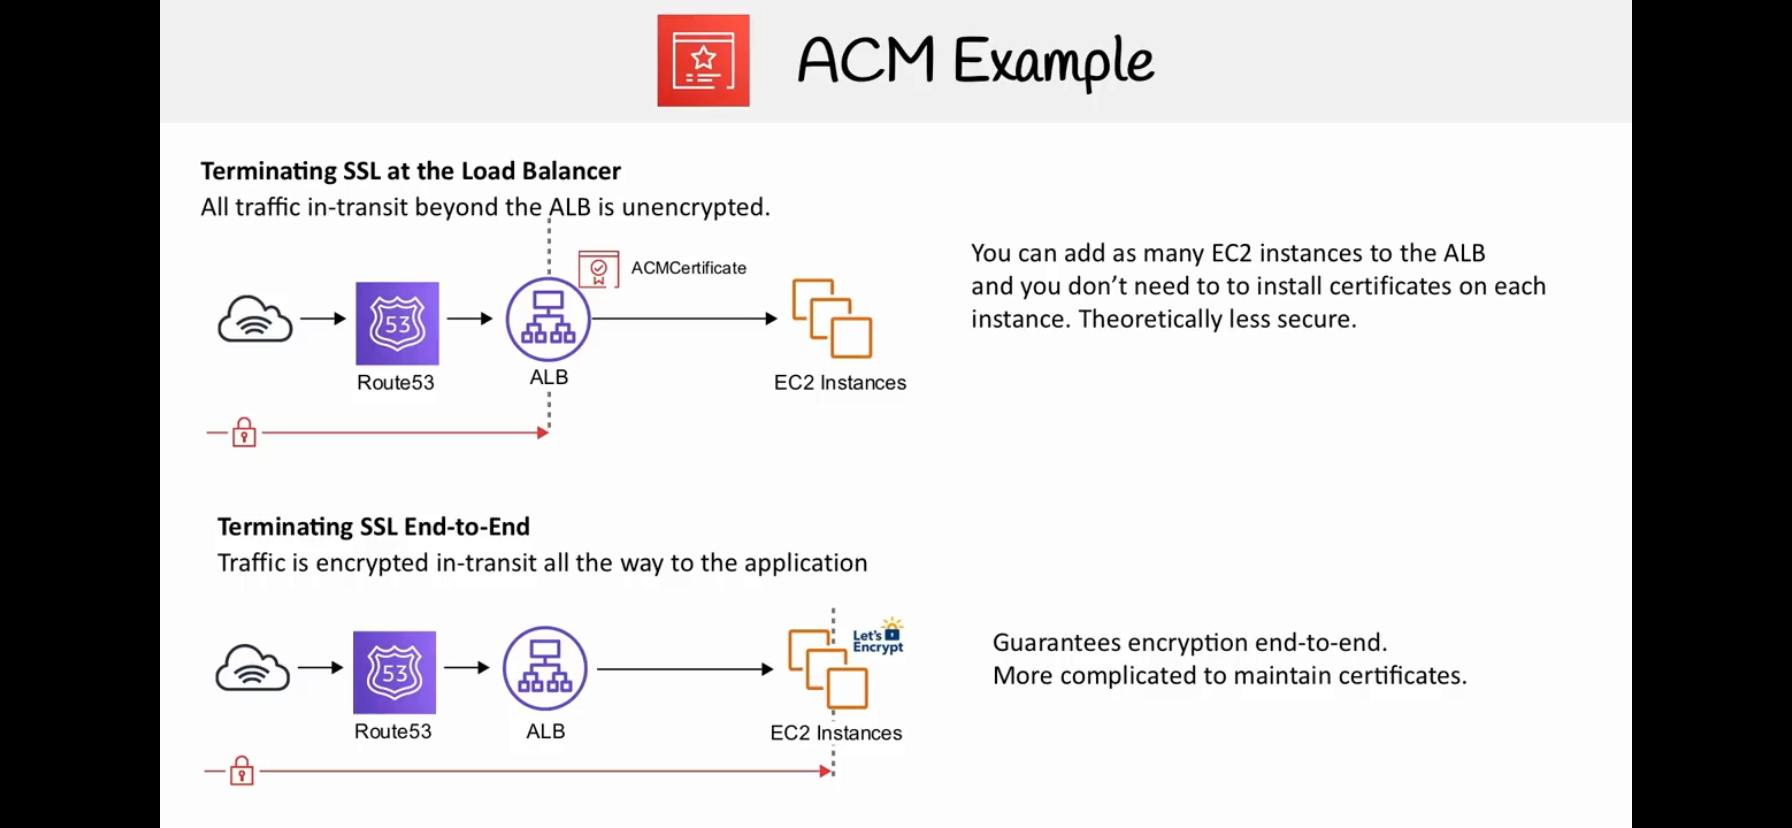 ACM Example
Terminating SSL at the Load Balancer
All traffic in-transit beyond the ALB is unencrypted.
ACMCertificate
53
Route53
ALB
EC2 Instances
You can add as many EC2 instances to the ALB
and you don't need to to install certificates on each
instance. Theoretically less secure.
Terminating SSL End-to-End
Traffic is encrypted in-transit all the way to the application
Let's
Encrypt
53
Route53
ALB
EC2 Instances
Guarantees encryption end-to-end.
More complicated to maintain certificates.